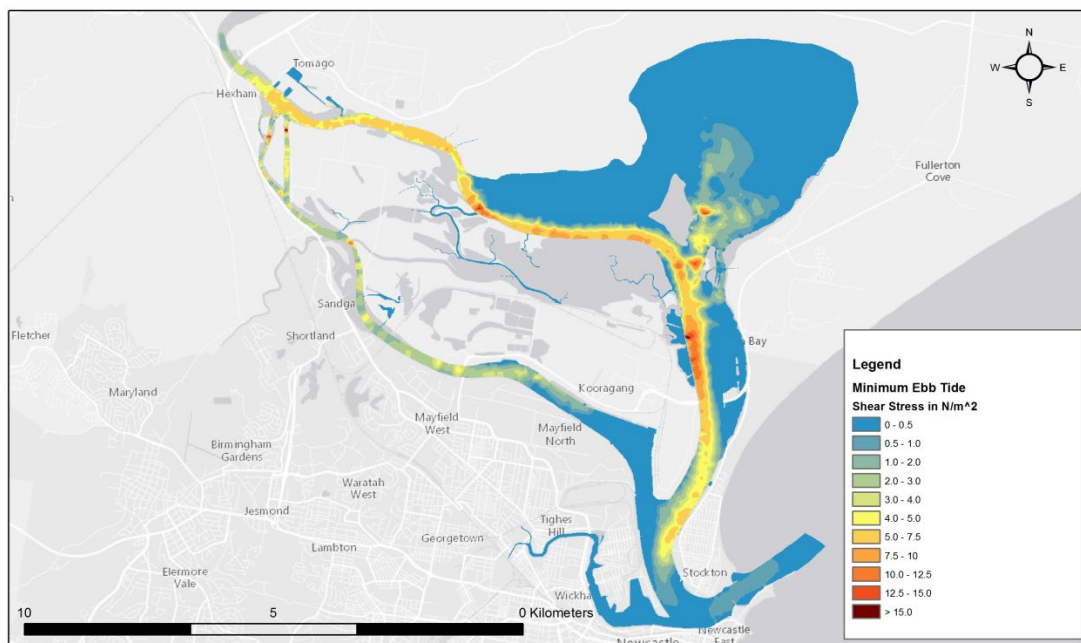 N
W E
S
Tomago
Hexham
Fullerton
Cove
Sandga
Fletcher
Shortland
Bay
Maryland
Kooragang
Mayfield
West
Mayfield
North
Birmingham
Gardens
Waratah
West
Jesmond
Tighes
Hill
Georgetown
Lambton
Elermore
Vale
Stockton
Wickha
Newcastle
Newcastle
East
10 5 0 Kilometers
Legend
Minimum Ebb Tide
Shear Stress in N/m^2
0 - 0.5
0.5 - 1.0
1.0 - 2.0
2.0 - 3.0
3.0 - 4.0
4.0 - 5.0
5.0 - 7.5
7.5 - 10
10.0 - 12.5
12.5 - 15.0
> 15.0